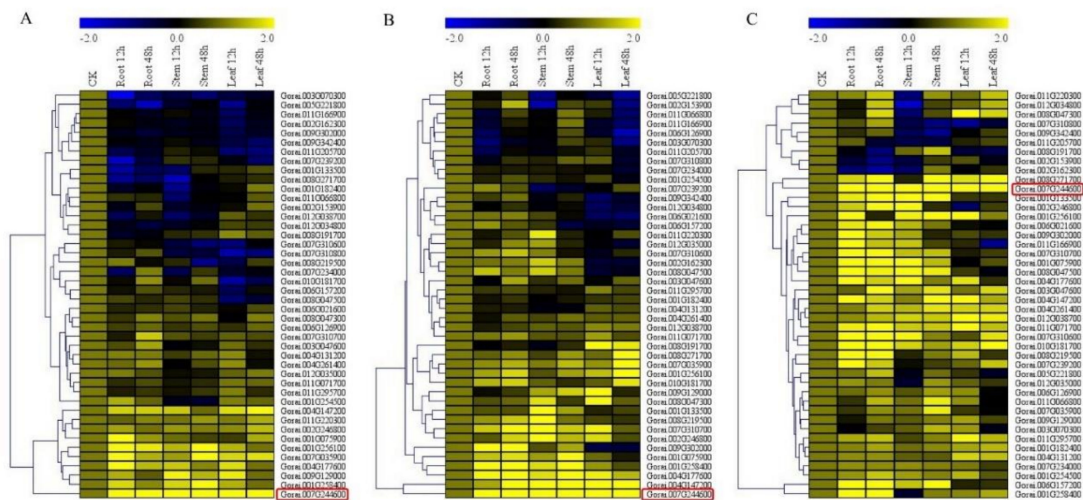 A
-2.0 0.0 2.0
CK
Root 12h
Root 48h
Stem 12h
Stem 48h
Leaf 12h
Leaf 48h
Gorai.003G070300
Gorai.005G221800
Gorai.011G166900
Gorai.002G162300
Gorai.009G302000
Gorai.009G342400
Gorai.011G205700
Gorai.007G239200
Gorai.001G133500
Gorai.008G271700
Gorai.001G182400
Gorai.011G066800
Gorai.002G153900
Gorai.012G038700
Gorai.012G034800
Gorai.008G191700
Gorai.007G310600
Gorai.007G310800
Gorai.008G219500
Gorai.007G234000
Gorai.010G181700
Gorai.006G157200
Gorai.008G047500
Gorai.006G021600
Gorai.008G047300
Gorai.006G126900
Gorai.007G310700
Gorai.003G047600
Gorai.004G131200
Gorai.004G261400
Gorai.012G035000
Gorai.011G071700
Gorai.011G295700
Gorai.001G254500
Gorai.004G147200
Gorai.011G220300
Gorai.002G246800
Gorai.001G075900
Gorai.001G256100
Gorai.007G035900
Gorai.004G177600
Gorai.009G129000
Gorai.001G258400
Gorai.007G244600
B
-2.0 0.0 2.0
CK
Root 12h
Root 48h
Stem 12h
Stem 48h
Leaf 12h
Leaf 48h
Gorai.005G221800
Gorai.002G153900
Gorai.011G066800
Gorai.011G166900
Gorai.006G126900
Gorai.003G070300
Gorai.011G205700
Gorai.007G310800
Gorai.007G234000
Gorai.001G254500
Gorai.007G239200
Gorai.009G342400
Gorai.012G034800
Gorai.006G021600
Gorai.006G157200
Gorai.011G220300
Gorai.012G035000
Gorai.007G310600
Gorai.002G162300
Gorai.008G047500
Gorai.003G047600
Gorai.011G295700
Gorai.001G182400
Gorai.004G131200
Gorai.004G261400
Gorai.012G038700
Gorai.011G071700
Gorai.008G191700
Gorai.008G271700
Gorai.007G035900
Gorai.001G256100
Gorai.010G181700
Gorai.009G129000
Gorai.008G047300
Gorai.001G133500
Gorai.008G219500
Gorai.007G310700
Gorai.002G246800
Gorai.009G302000
Gorai.001G075900
Gorai.001G258400
Gorai.004G177600
Gorai.004G147200
Gorai.007G244600
C
-2.0 0.0 2.0
CK
Root 12h
Root 48h
Stem 12h
Stem 48h
Leaf 12h
Leaf 48h
Gorai.011G220300
Gorai.012G034800
Gorai.008G047300
Gorai.007G310800
Gorai.009G342400
Gorai.011G205700
Gorai.008G191700
Gorai.002G153900
Gorai.002G162300
Gorai.008G271700
Gorai.007G244600
Gorai.001G133500
Gorai.002G246800
Gorai.001G256100
Gorai.006G021600
Gorai.009G302000
Gorai.011G166900
Gorai.007G310700
Gorai.001G075900
Gorai.008G047500
Gorai.004G177600
Gorai.003G047600
Gorai.004G147200
Gorai.004G261400
Gorai.012G038700
Gorai.011G071700
Gorai.007G310600
Gorai.010G181700
Gorai.008G219500
Gorai.007G239200
Gorai.005G221800
Gorai.012G035000
Gorai.006G126900
Gorai.011G066800
Gorai.007G035900
Gorai.009G129000
Gorai.003G070300
Gorai.011G295700
Gorai.001G182400
Gorai.004G131200
Gorai.007G234000
Gorai.001G254500
Gorai.006G157200
Gorai.001G258400